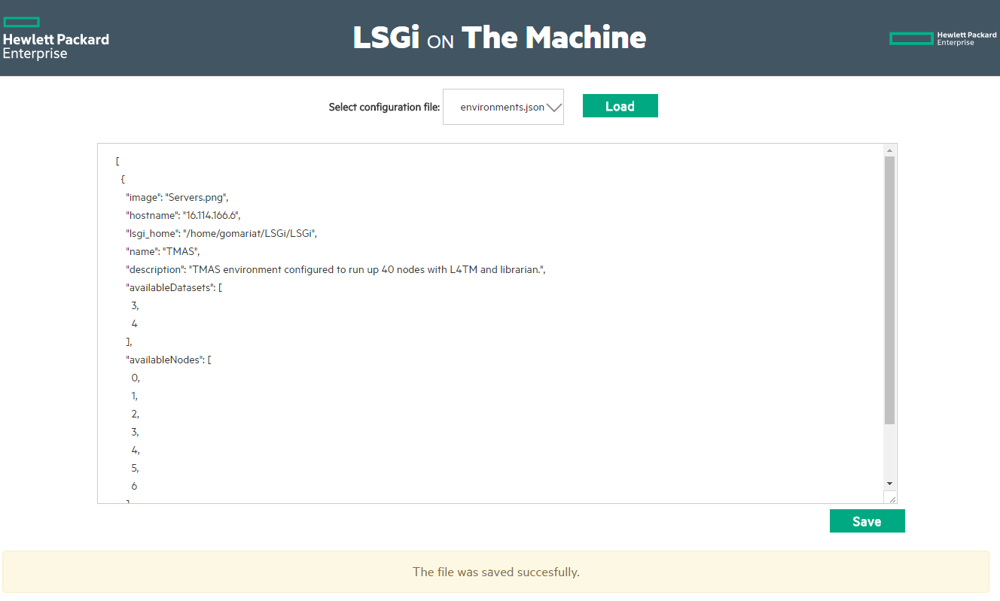 Hewlett Packard
Enterprise
LSGi ON The Machine
Hewlett Packard
Enterprise
Select configuration file: environments.json Load
[
{
"image": "Servers.png",
"hostname": "16.114.166.6",
"lsgi_home": "/home/gomariat/LSGi/LSGi",
"name": "TMAS",
"description": "TMAS environment configured to run up 40 nodes with L4TM and librarian.",
"availableDatasets": [
3,
4
],
"availableNodes": [
0,
1,
2,
3,
4,
5,
6
Save
The file was saved succesfully.